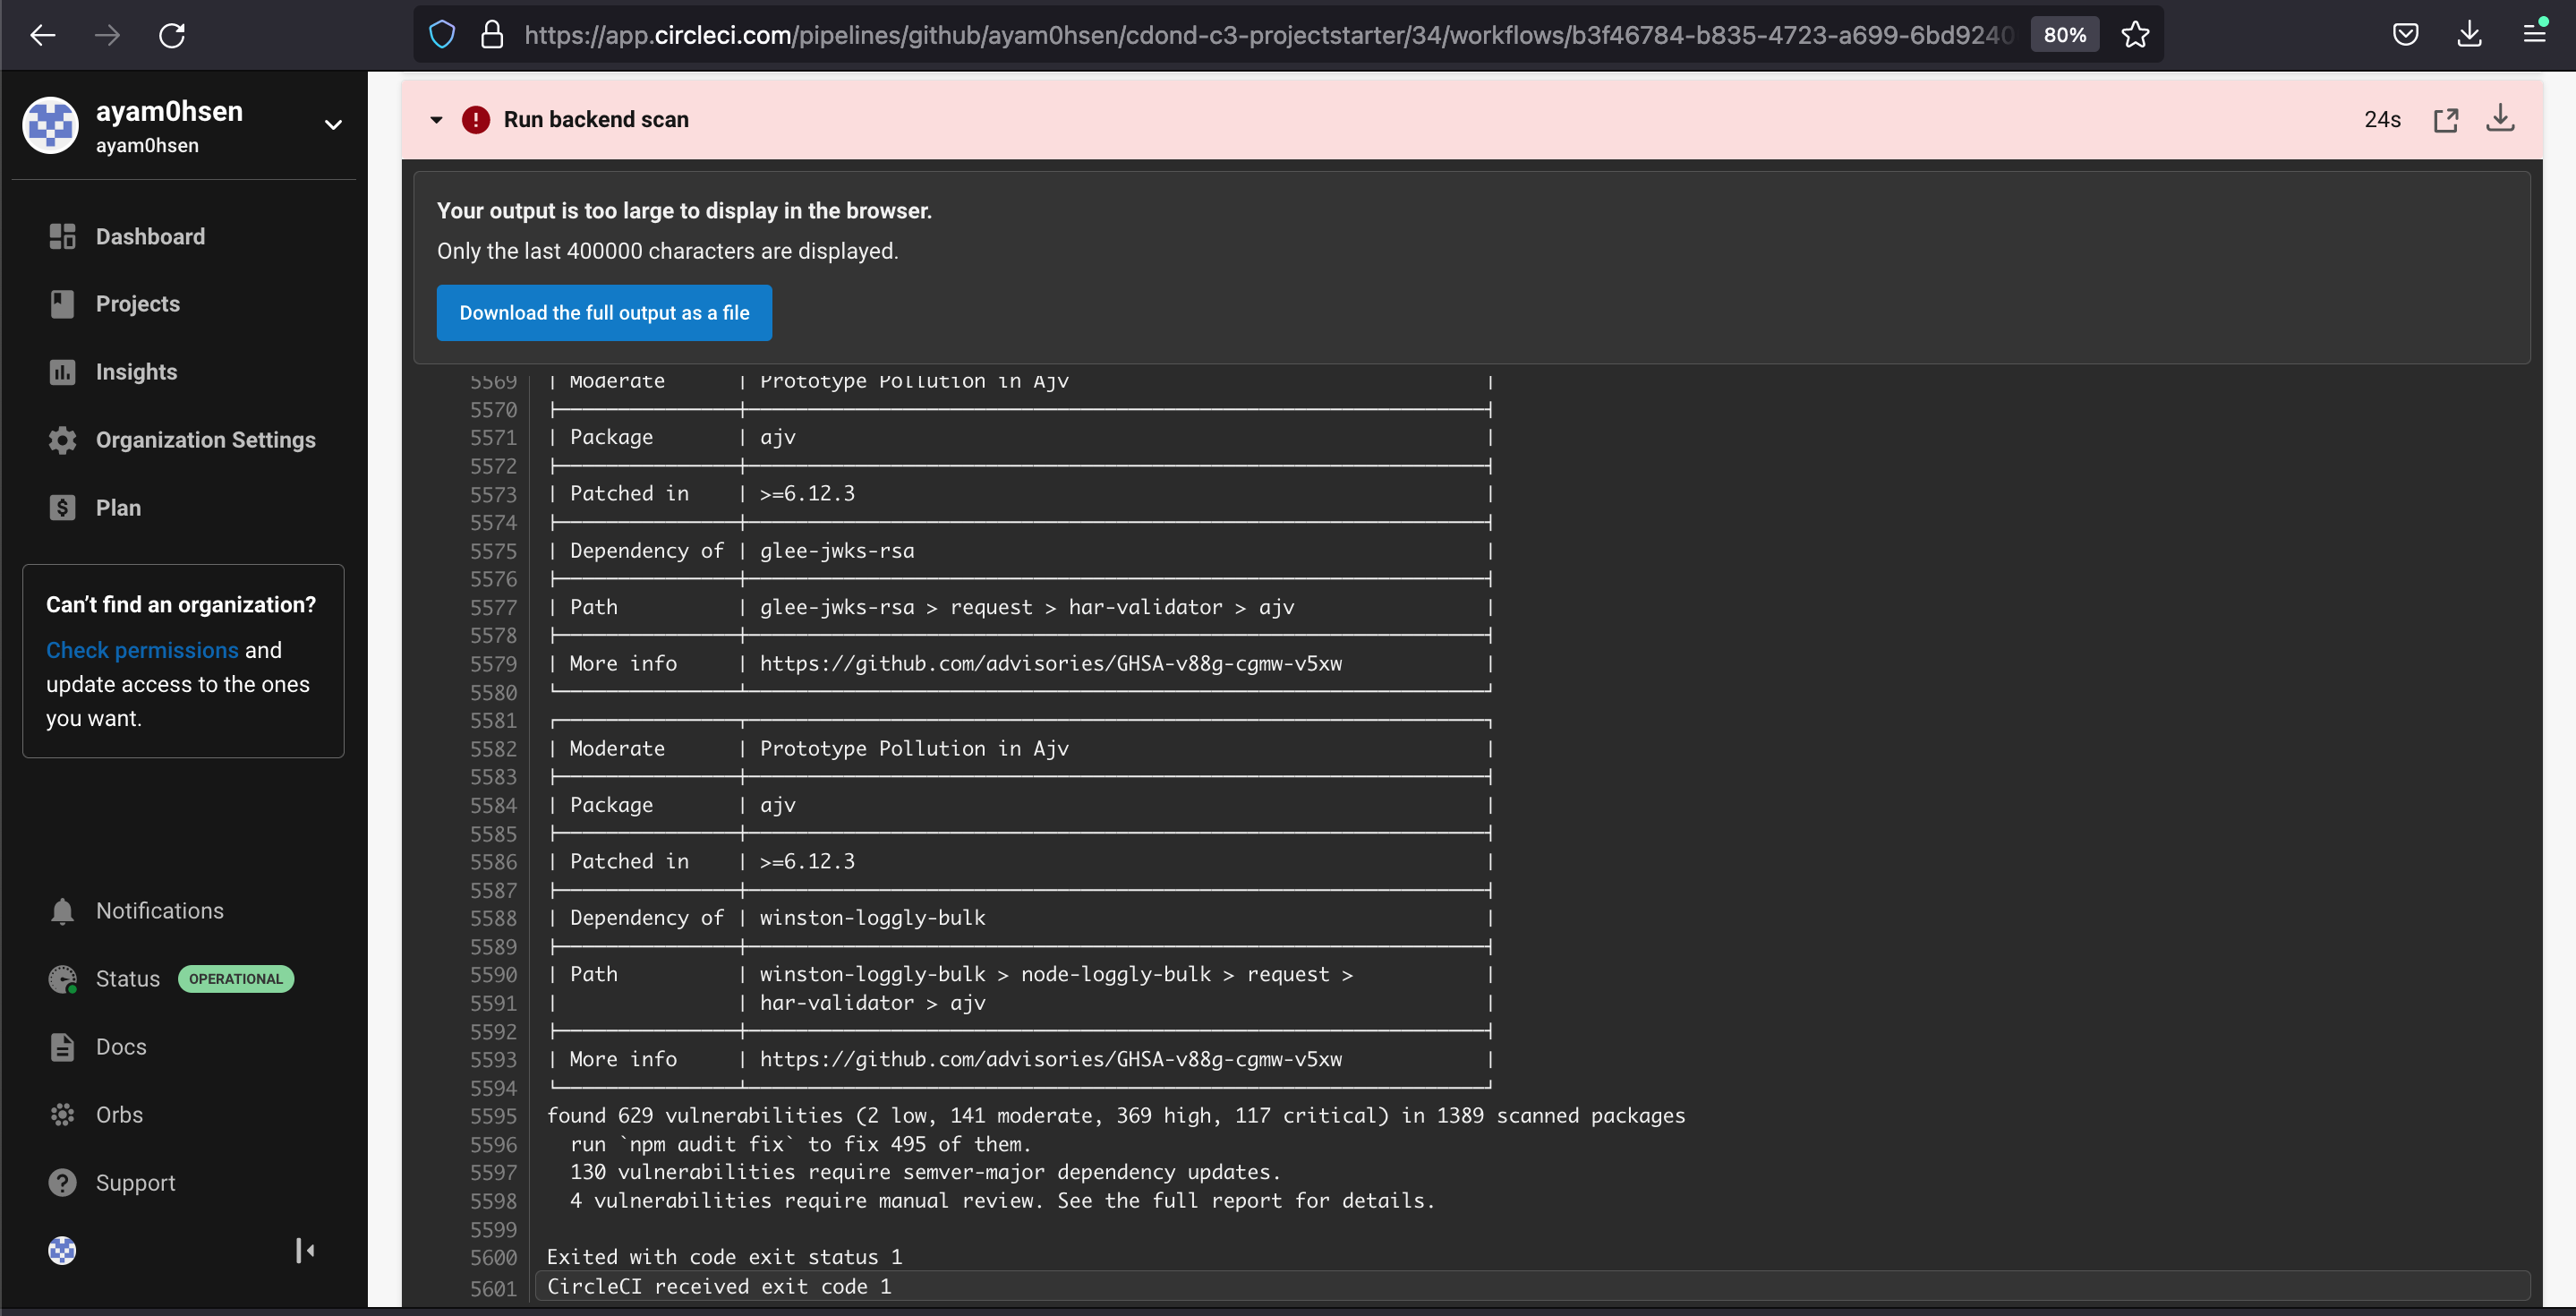 https://app.circleci.com/pipelines/github/ayam0hsen/cdond-c3-projectstarter/34/workflows/b3f46784-b835-4723-a699-6bd9240
80%
ayam0hsen
ayam0hsen
Dashboard
Projects
Insights
Organization Settings
Plan
Can’t find an organization?
Check permissions and
update access to the ones
you want.
Notifications
Status OPERATIONAL
Docs
Orbs
Support
Run backend scan
24s
Your output is too large to display in the browser.
Only the last 400000 characters are displayed.
Download the full output as a file
5569 | Moderate | Prototype Pollution in Ajv |
5570
5571 | Package | ajv |
5572
5573 | Patched in | >=6.12.3 |
5574
5575 | Dependency of | glee-jwks-rsa |
5576
5577 | Path | glee-jwks-rsa > request > har-validator > ajv |
5578
5579 | More info | https://github.com/advisories/GHSA-v88g-cgmw-v5xw |
5580
5581
5582 | Moderate | Prototype Pollution in Ajv |
5583
5584 | Package | ajv |
5585
5586 | Patched in | >=6.12.3 |
5587
5588 | Dependency of | winston-loggly-bulk |
5589
5590 | Path | winston-loggly-bulk > node-loggly-bulk > request > |
5591 | | har-validator > ajv |
5592
5593 | More info | https://github.com/advisories/GHSA-v88g-cgmw-v5xw |
5594
5595 found 629 vulnerabilities (2 low, 141 moderate, 369 high, 117 critical) in 1389 scanned packages
5596 run `npm audit fix` to fix 495 of them.
5597 130 vulnerabilities require semver-major dependency updates.
5598 4 vulnerabilities require manual review. See the full report for details.
5599
5600 Exited with code exit status 1
5601 CircleCI received exit code 1